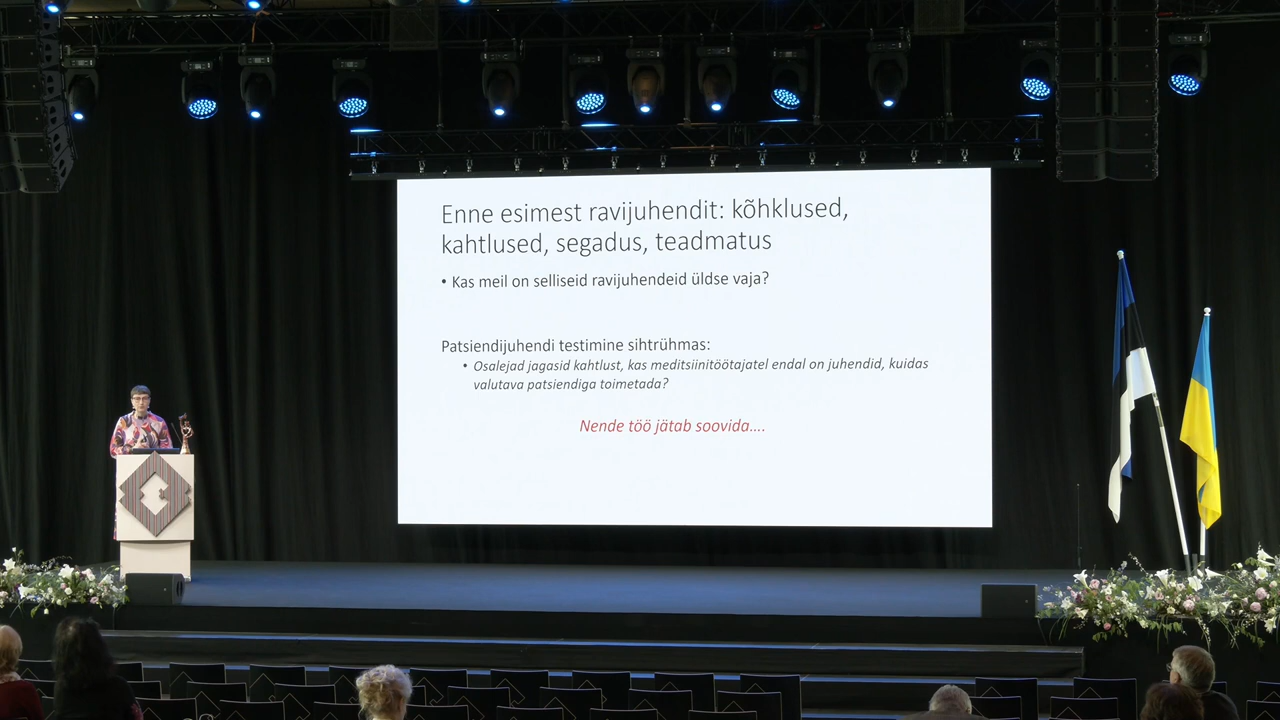 Enne esimest ravijuhendit: kõhklused,
kahtlused, segadus, teadmatus
• Kas meil on selliseid ravijuhendeid üldse vaja?
Patsiendijuhendi testimine sihtrühmas:
• Osalejad jagasid kahtlust, kas meditsiinitöötajatel endal on juhendid, kuidas
valutava patsiendiga toimetada?
Nende töö jätab soovida....